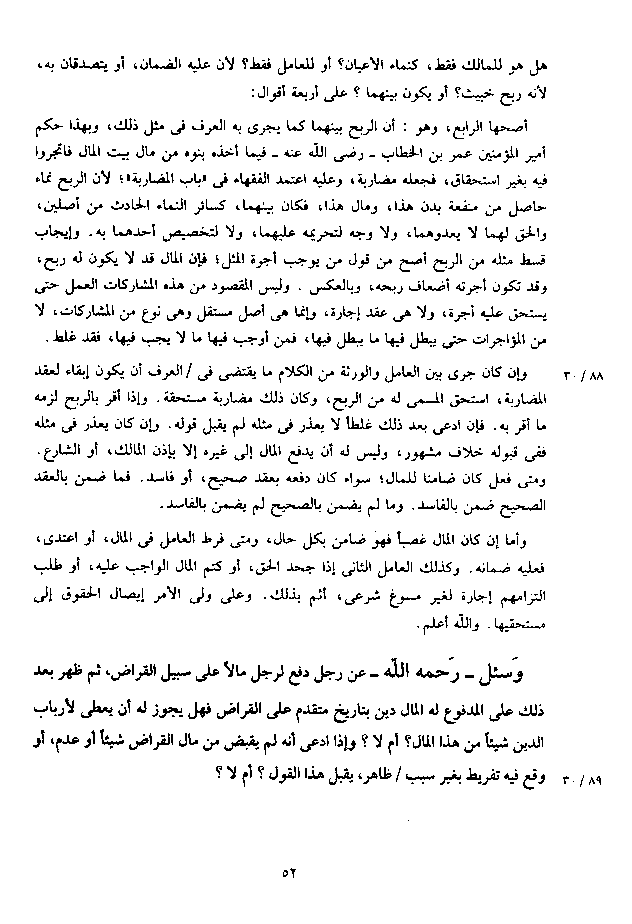 هل هو للمالك فقط، كنماء الأعيان؟ أو للعامل فقط؟ لأن عليه الضمان، أو يتصدقان به،
لأنه ربح خبيث؟ أو يكون بينهما ؟ على أربعة أقوال:
أصحها الرابع، وهو : أن الربح بينهما كما يجرى به العرف فى مثل ذلك، وبهذا حكم
أمير المؤمنين عمر بن الخطاب ـ رضى الله عنه ـ فيما أخذه بنوه من مال بيت المال فاتجروا
فيه بغير استحقاق، فجعله مضاربة، وعليه اعتمد الفقهاء فى «باب المضاربة»؛ لأن الربح نماء
حاصل من منفعة بدن هذا، ومال هذا، فكان بينهما، كسائر النماء الحادث من أصلين،
والحق لهما لا يعدوهما، ولا وجه لتحريمه عليهما، ولا لتخصيص أحدهما به. وإيجاب
قسط مثله من الربح أصح من قول من يوجب أجرة المثل؛ فإن المال قد لا يكون له ربح،
وقد تكون أجرته أضعاف ربحه، وبالعكس. وليس المقصود من هذه المشاركات العمل حتى
يستحق عليه أجرة، ولا هى عقد إجارة، وإنما هى أصل مستقل وهى نوع من المشاركات، لا
من المؤاجرات حتى يبطل فيها ما يبطل فيها، فمن أوجب فيها ما لا يجب فيها، فقد غلط.
٣٠/٨٨ وإن كان جرى بين العامل والورثة من الكلام ما يقتضى فى / العرف أن يكون إبقاء لعقد
المضاربة، استحق المسمى له من الربح، وكان ذلك مضاربة مستحقة. وإذا أقر بالربح لزمه
ما أقر به. فإن ادعى بعد ذلك غلطاً لا يعذر فى مثله لم يقبل قوله. وإن كان يعذر فى مثله
ففى قبوله خلاف مشهور، وليس له أن يدفع المال إلى غيره إلا بإذن المالك، أو الشارع.
ومتى فعل كان ضامنا للمال؛ سواء كان دفعه بعقد صحيح، أو فاسد. فما ضمن بالعقد
الصحيح ضمن بالفاسد. وما لم يضمن بالصحيح لم يضمن بالفاسد.
وأما إن كان المال غصباً فهو ضامن بكل حال، ومتى فرط العامل فى المال، أو اعتدى،
فعليه ضمانه. وكذلك العامل الثانى إذا جحد الحق، أو كتم المال الواجب عليه، أو طلب
التزامهم إجارة لغير مسوغ شرعى، أثم بذلك. وعلى ولى الأمر إيصال الحقوق إلى
مستحقيها. والله أعلم.
وَسئل ـ رَحمه الله ـ عن رجل دفع لرجل مالاً على سبيل القراض، ثم ظهر بعد
ذلك على المدفوع له المال دين بتاريخ متقدم على القراض فهل يجوز له أن يعطى لأرباب
الدين شيئاً من هذا المال؟ أم لا ؟ وإذا ادعى أنه لم يقبض من مال القراض شيئاً أو عدم، أو
٣٠/٨٩ وقع فيه تفريط بغير سبب / ظاهر، يقبل هذا القول ؟ أم لا ؟
٥٢